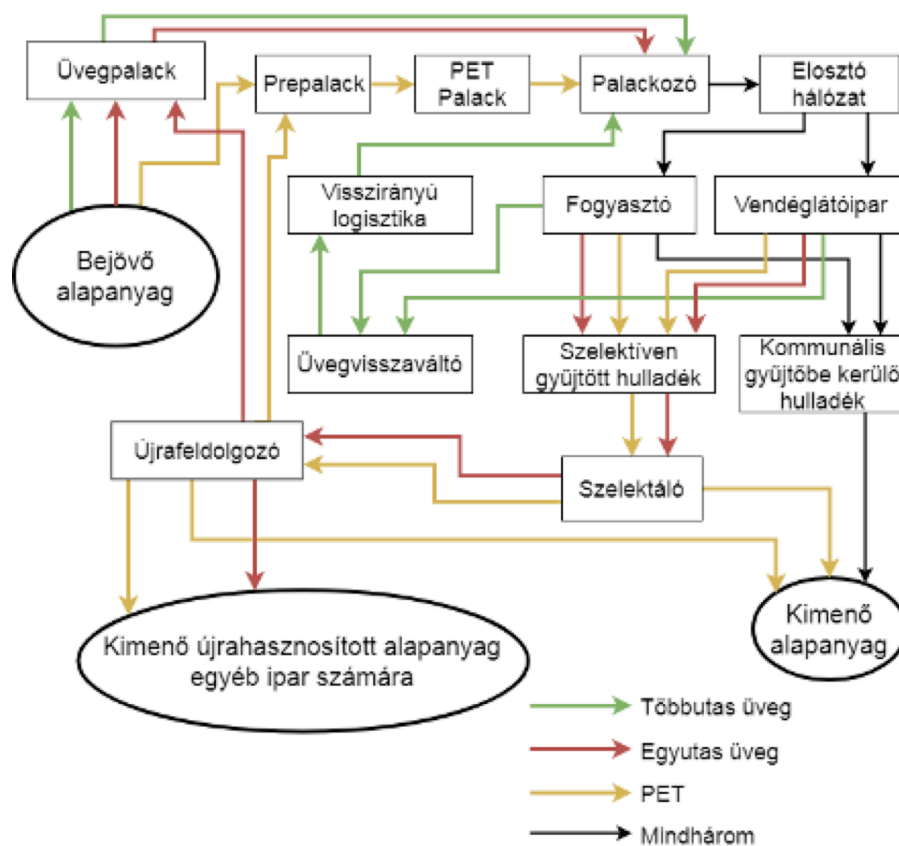 Üvegpalack
Prepalack
PET
Palack
Palackozó
Elosztó
hálózat
Visszirányú
logisztika
Fogyasztó
Vendéglátóipar
Bejövő
alapanyag
Üvegvisszaváltó
Szelektíven
gyűjtött hulladék
Kommunális
gyűjtőbe kerülő
hulladék
Újrafeldolgozó
Szelektáló
Kimenő újrahasznosított alapanyag
egyéb ipar számára
Kimenő
alapanyag
Többutas üveg
Egyutas üveg
PET
Mindhárom